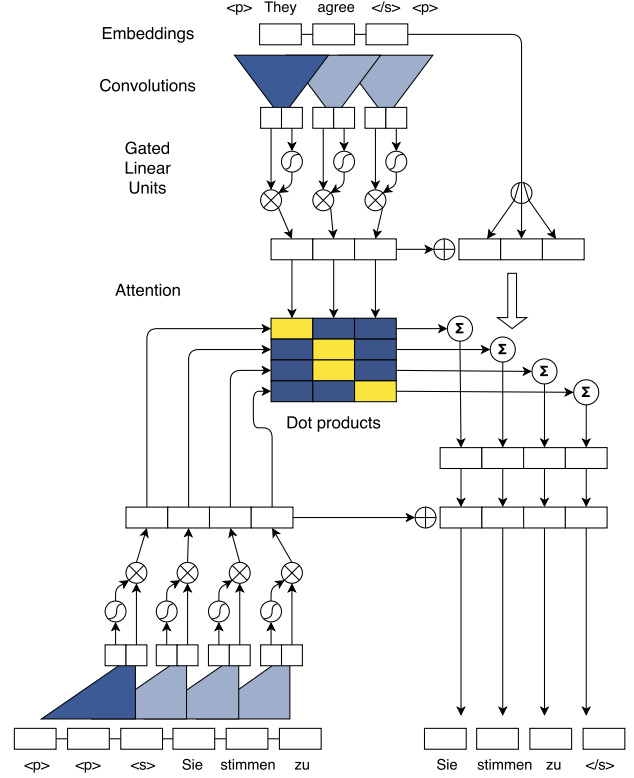 <p> They agree </s> <p>
Embeddings
Convolutions
Gated
Linear
Units
Attention
Σ
Σ
Σ
Σ
Dot products
<p> <p> <s> Sie stimmen zu
Sie stimmen zu </s>